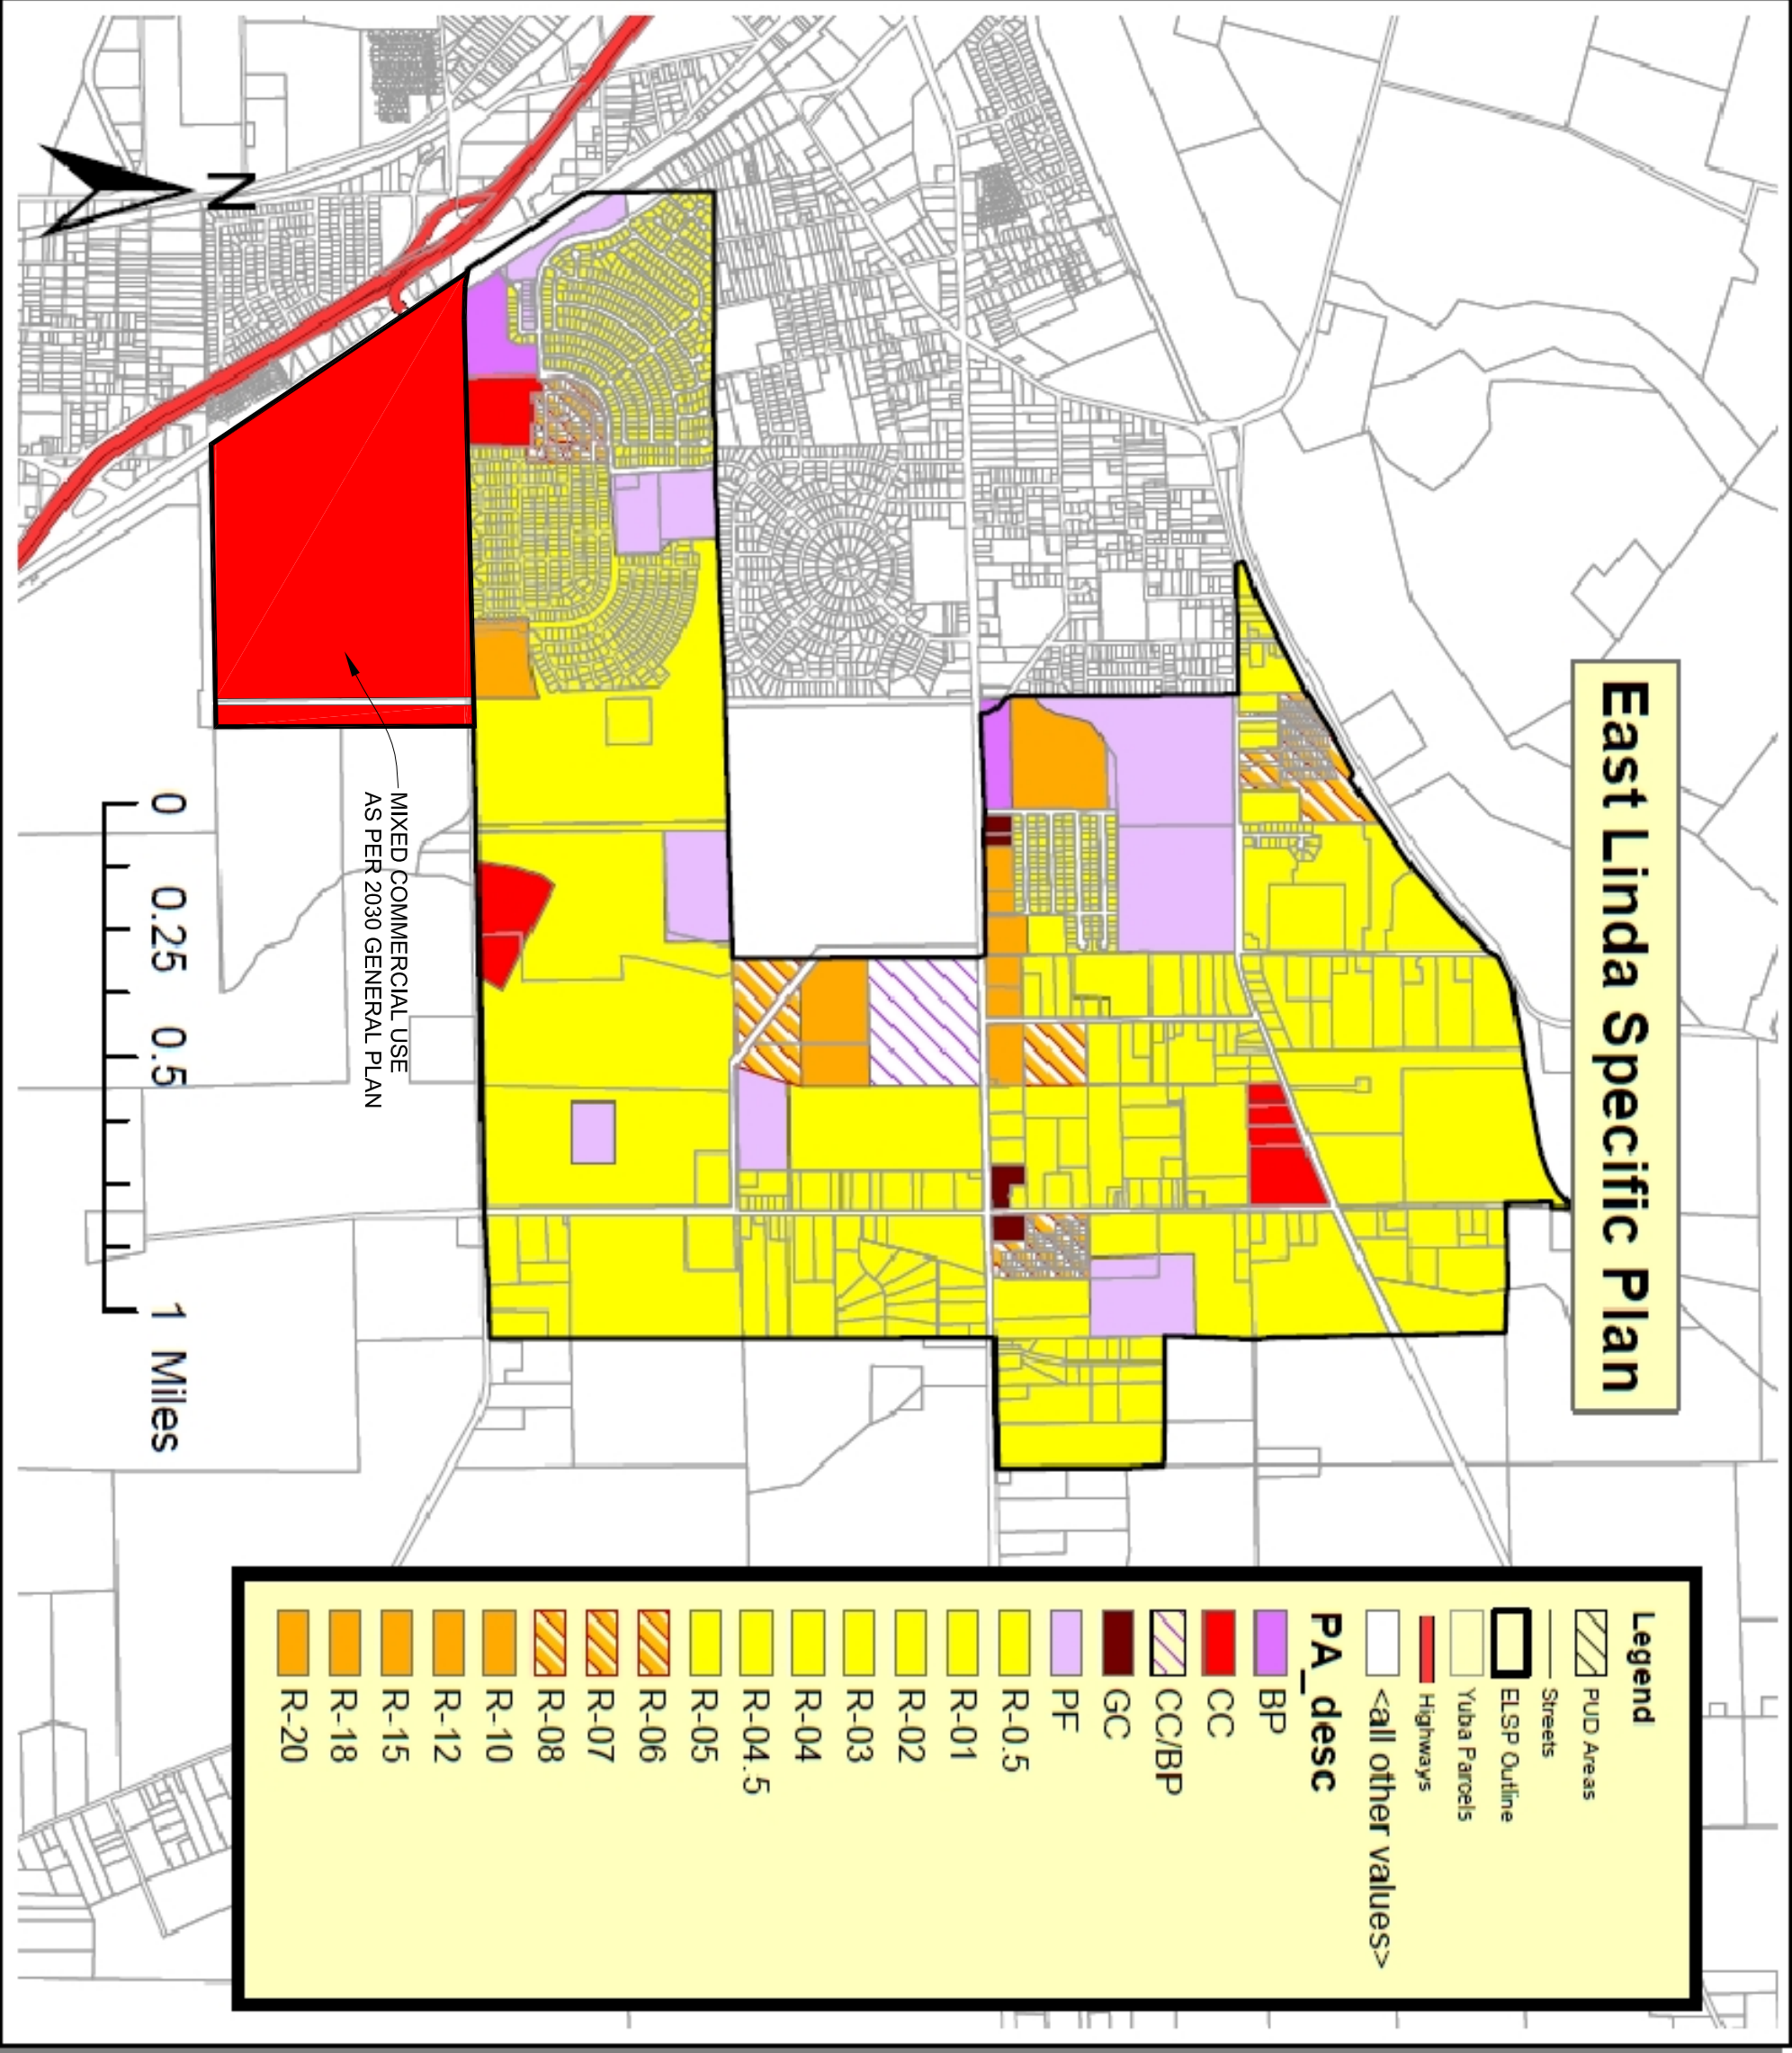 East Linda Specific Plan
N
MIXED COMMERCIAL USE
AS PER 2030 GENERAL PLAN
0 0.25 0.5 1 Miles
Legend
PUD Areas
Streets
ELSP Outline
Yuba Parcels
Highways
<all other values>
PA_desc
BP
CC
CC/BP
GC
PF
R-0.5
R-01
R-02
R-03
R-04
R-04.5
R-05
R-06
R-07
R-08
R-10
R-12
R-15
R-18
R-20